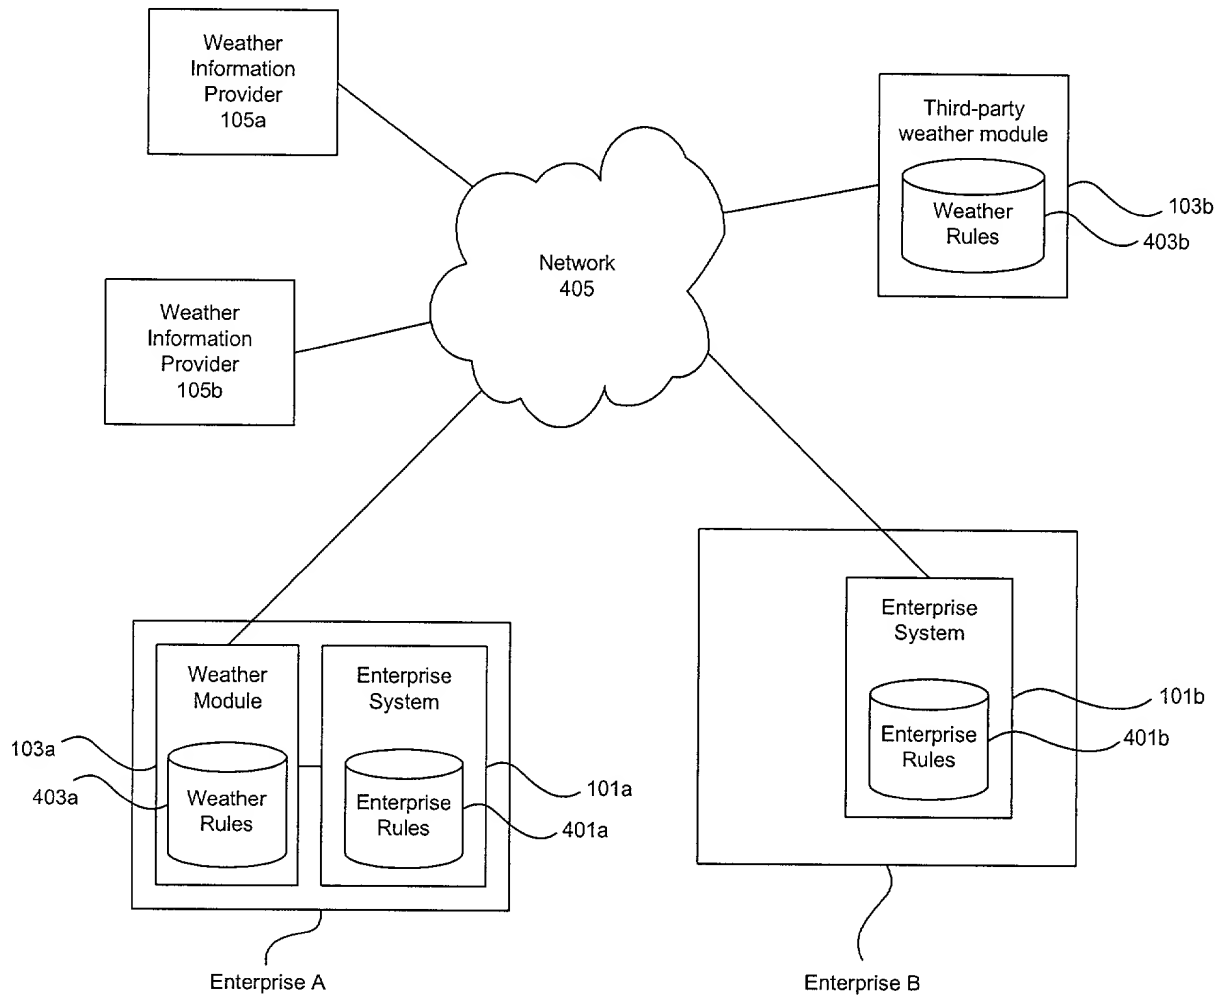 Weather
Information
Provider
105a
Third-party
weather module
Weather
Rules
103b
403b
Network
405
Weather
Information
Provider
105b
Weather
Module
Weather
Rules
103a
403a
Enterprise
System
Enterprise
Rules
101a
401a
Enterprise A
Enterprise
System
Enterprise
Rules
101b
401b
Enterprise B